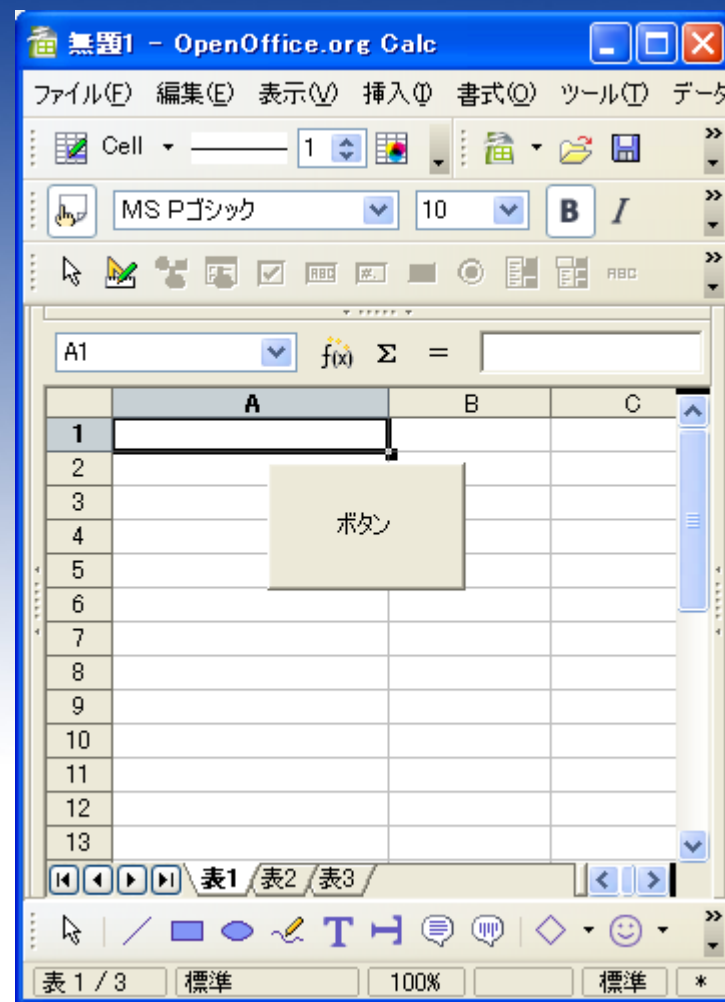 無題1 - OpenOffice.org Calc
ファイル(F) 編集(E) 表示(V) 挿入(I) 書式(O) ツール(T) データ
Cell 1
MS Pゴシック 10 B I
ABC #. ABC
A1 f(x) Σ =
A B C
1
2
3
ボタン
4
5
6
7
8
9
10
11
12
13
表1 表2 表3
T
表 1 / 3 標準 100% 標準 *